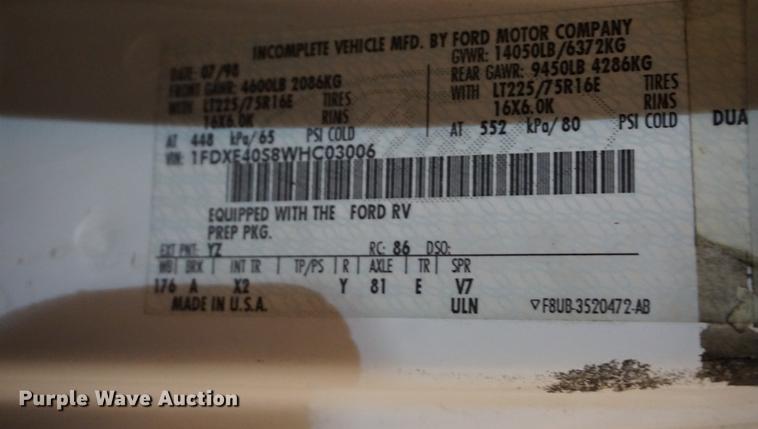 INCOMPLETE VEHICLE MFD. BY FORD MOTOR COMPANY
DATE: 07/98 GVWR: 14050LB/6372KG
FRONT GAWR: 4600LB 2086KG REAR GAWR: 9450LB 4286KG
WITH LT225/75R16E TIRES WITH LT225/75R16E TIRES
16X6.0K RIMS 16X6.0K RIMS
AT 448 kPa/65 PSI COLD AT 552 kPa/80 PSI COLD DUA
VIN: 1FDXE40S8WHC03006
EQUIPPED WITH THE FORD RV
PREP PKG.
EXT PNT: YZ RC: 86 DSO:
WB BRK INT TR TP/PS R AXLE TR SPR
176 A X2 Y 81 E V7
MADE IN U.S.A. ULN ▽F8UB-3520472-AB
Purple Wave Auction